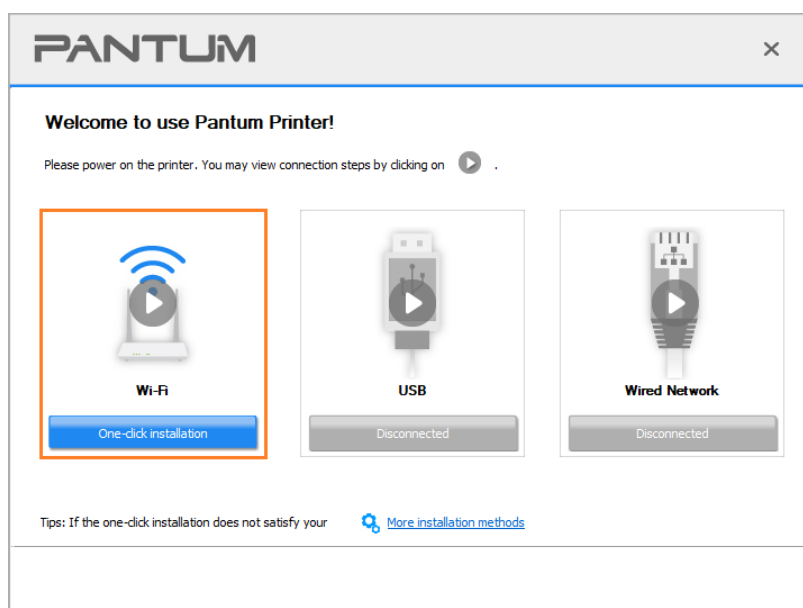 PANTUM
Welcome to use Pantum Printer!
Please power on the printer. You may view connection steps by clicking on .
Wi-Fi
USB
Wired Network
One-click installation
Disconnected
Disconnected
Tips: If the one-click installation does not satisfy your
More installation methods